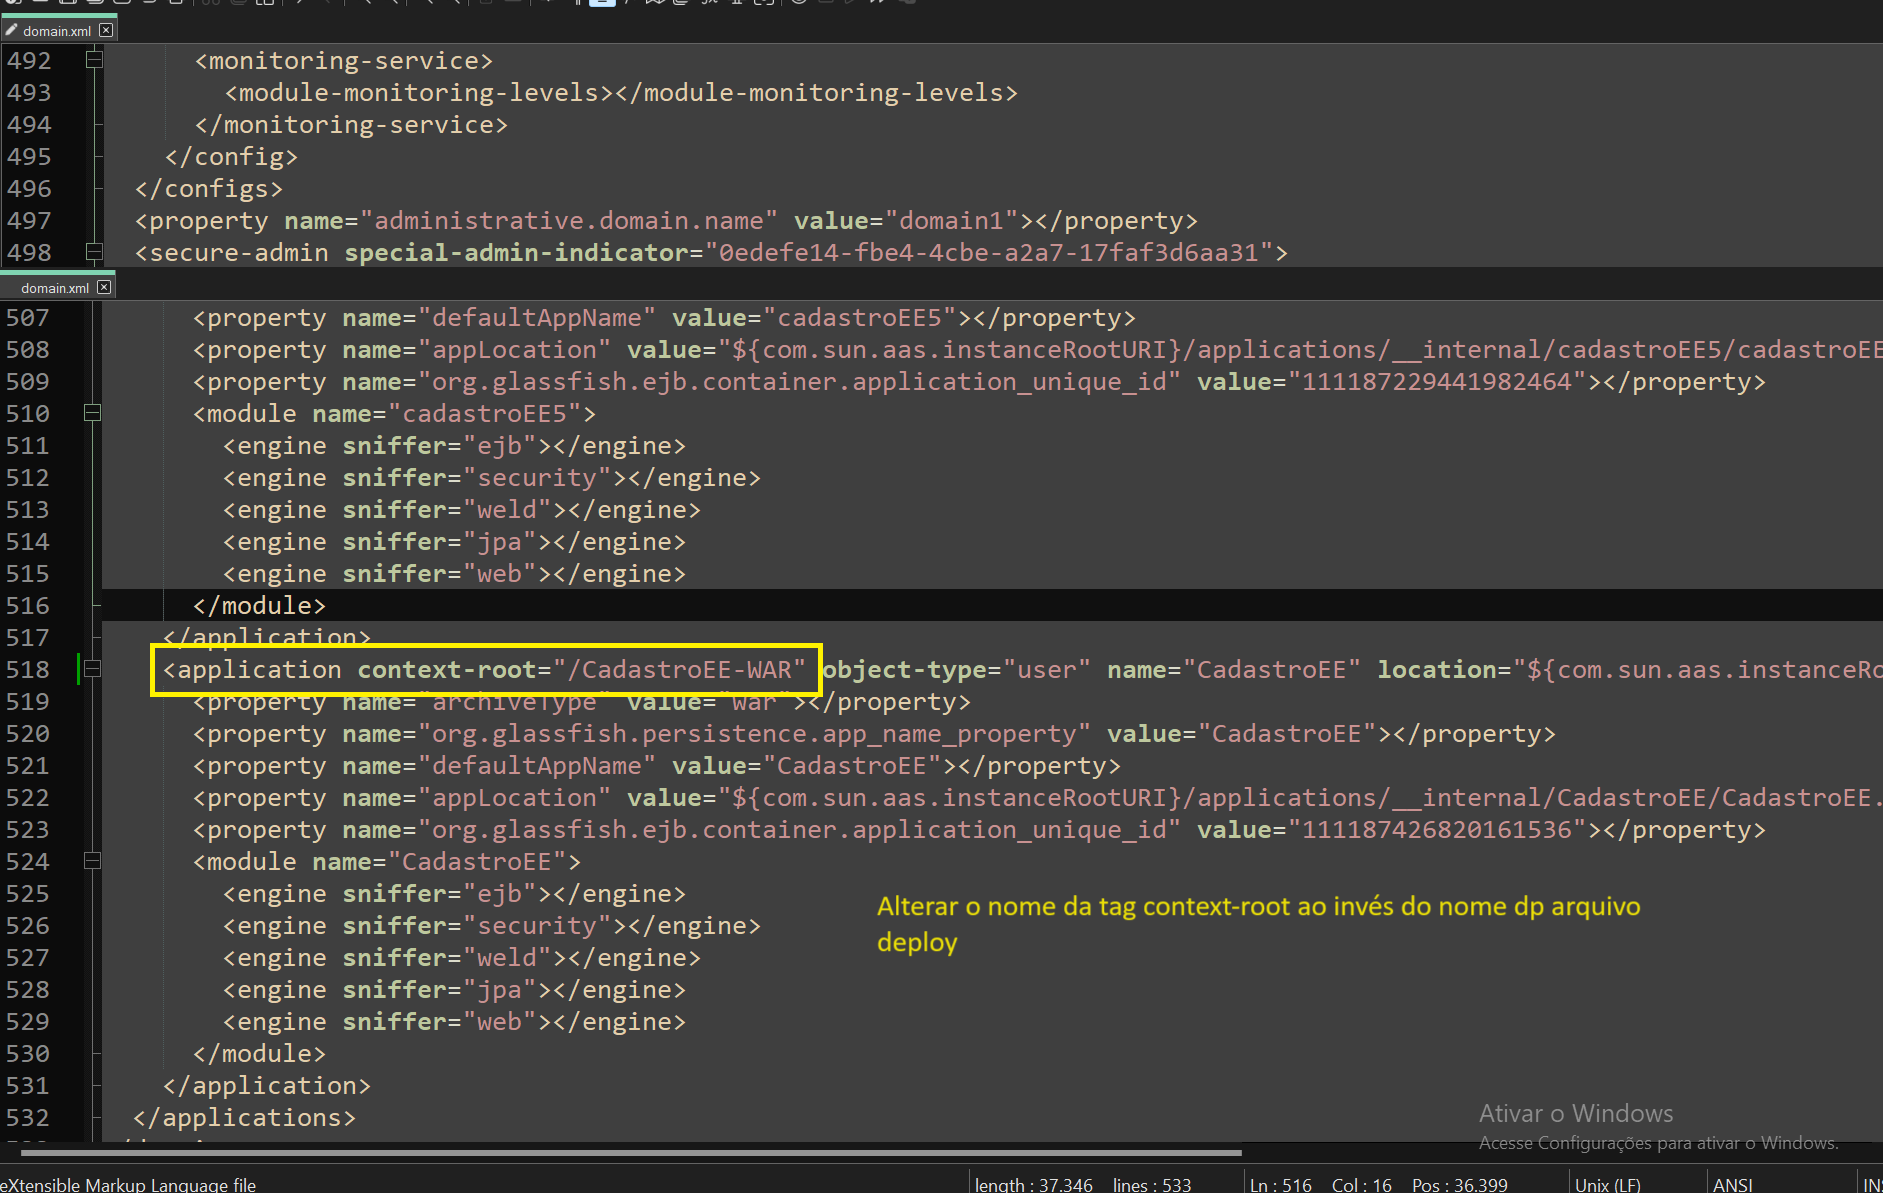 domain.xml
492 <monitoring-service>
493 <module-monitoring-levels></module-monitoring-levels>
494 </monitoring-service>
495 </config>
496 </configs>
497 <property name="administrative.domain.name" value="domain1"></property>
498 <secure-admin special-admin-indicator="0edefe14-fbe4-4cbe-a2a7-17faf3d6aa31">
domain.xml
507 <property name="defaultAppName" value="cadastroEE5"></property>
508 <property name="appLocation" value="${com.sun.aas.instanceRootURI}/applications/__internal/cadastroEE5/cadastroEE
509 <property name="org.glassfish.ejb.container.application_unique_id" value="111187229441982464"></property>
510 <module name="cadastroEE5">
511 <engine sniffer="ejb"></engine>
512 <engine sniffer="security"></engine>
513 <engine sniffer="weld"></engine>
514 <engine sniffer="jpa"></engine>
515 <engine sniffer="web"></engine>
516 </module>
517 </application>
518 <application context-root="/CadastroEE-WAR" object-type="user" name="CadastroEE" location="${com.sun.aas.instanceRo
519 <property name="archiveType" value="war"></property>
520 <property name="org.glassfish.persistence.app_name_property" value="CadastroEE"></property>
521 <property name="defaultAppName" value="CadastroEE"></property>
522 <property name="appLocation" value="${com.sun.aas.instanceRootURI}/applications/__internal/CadastroEE/CadastroEE.
523 <property name="org.glassfish.ejb.container.application_unique_id" value="111187426820161536"></property>
524 <module name="CadastroEE">
525 <engine sniffer="ejb"></engine>
Alterar o nome da tag context-root ao invés do nome dp arquivo
526 <engine sniffer="security"></engine>
deploy
527 <engine sniffer="weld"></engine>
528 <engine sniffer="jpa"></engine>
529 <engine sniffer="web"></engine>
530 </module>
531 </application>
532 </applications>
Ativar o Windows
Acesse Configurações para ativar o Windows.
eXtensible Markup Language file length : 37.346 lines : 533 Ln : 516 Col : 16 Pos : 36.399 Unix (LF) ANSI IN